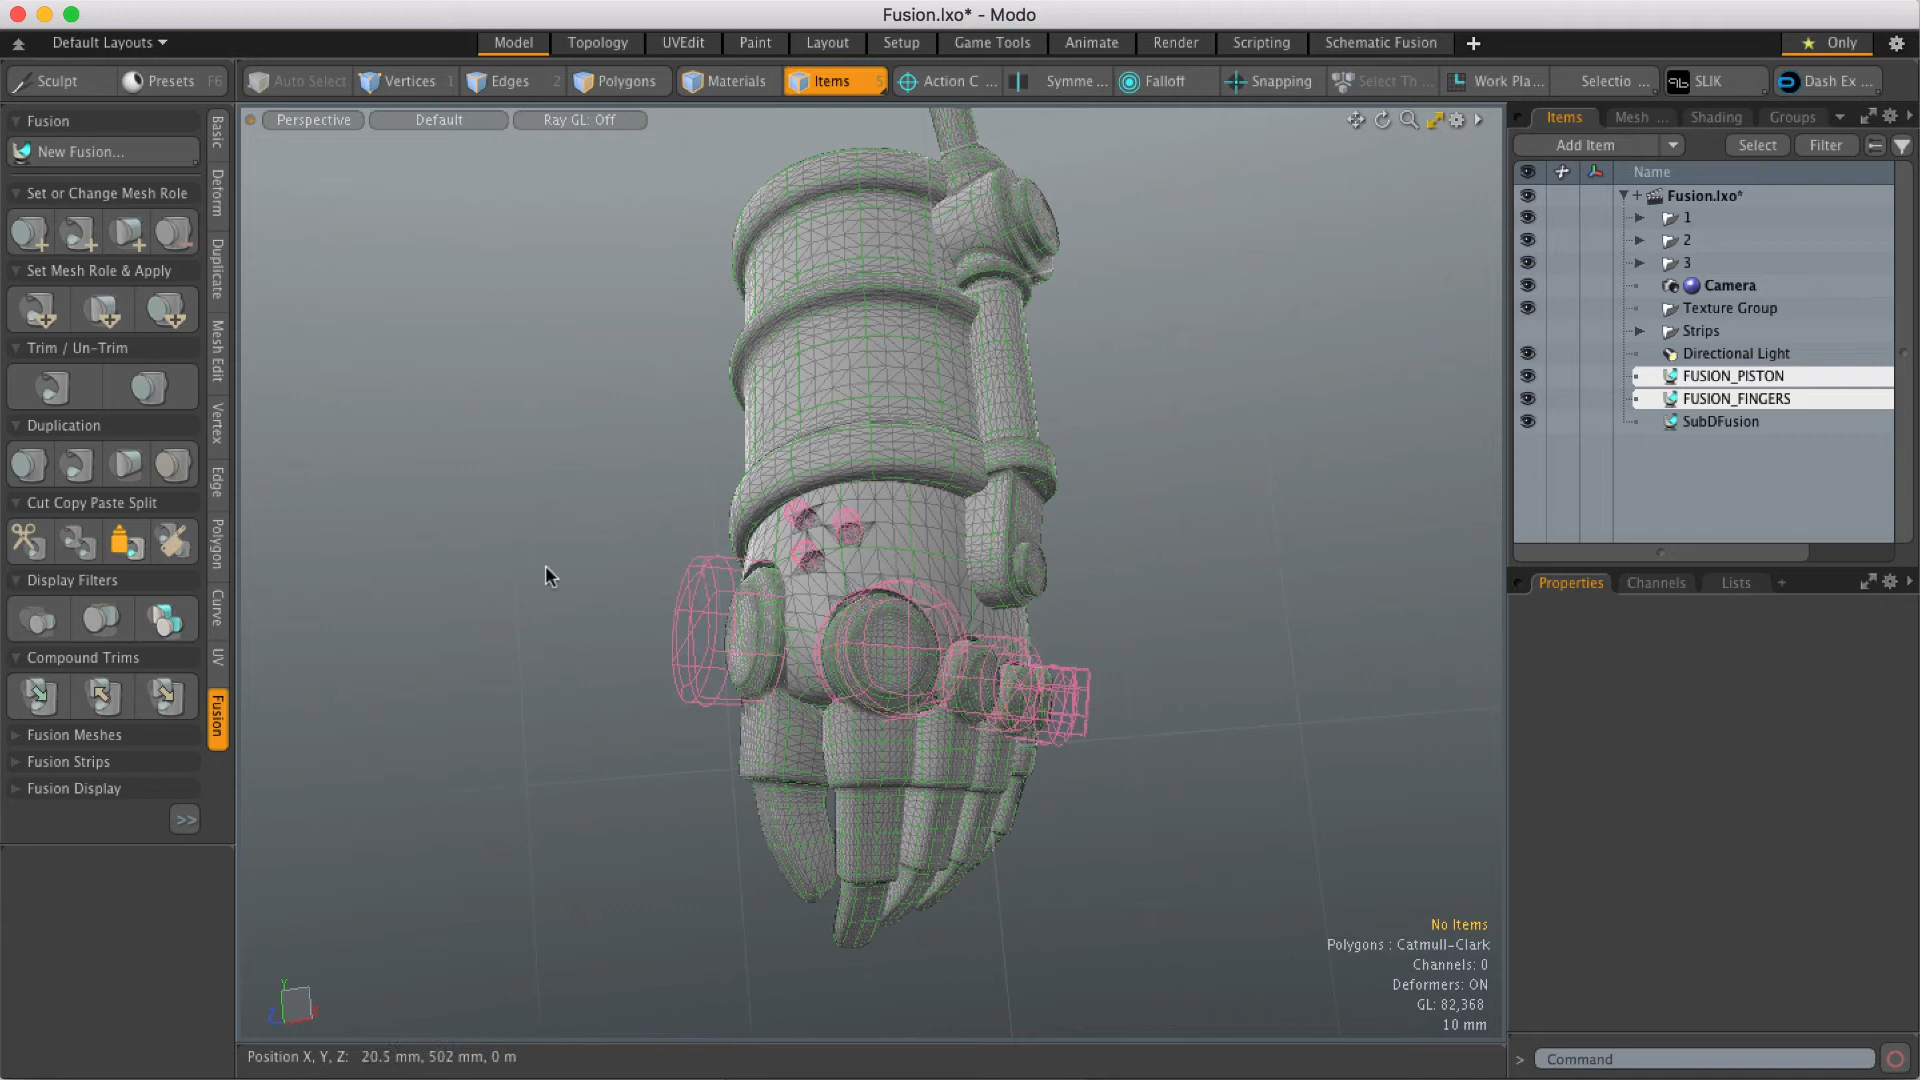 Fusion.lxo* - Modo
Default Layouts
Model
Topology
UVEdit
Paint
Layout
Setup
Game Tools
Animate
Render
Scripting
Schematic Fusion
Only
Sculpt
Presets F6
Auto Select
Vertices 1
Edges 2
Polygons
Materials
Items 5
Action C ...
Symme ...
Falloff
Snapping
Select Th ...
Work Pla...
Selectio ...
SLIK
Dash Ex ...
Fusion
New Fusion...
Set or Change Mesh Role
Set Mesh Role & Apply
Trim / Un-Trim
Duplication
Cut Copy Paste Split
Display Filters
Compound Trims
Fusion Meshes
Fusion Strips
Fusion Display
>>
Basic
Deform
Duplicate
Mesh Edit
Vertex
Edge
Polygon
Curve
UV
Fusion
Perspective
Default
Ray GL: Off
No Items
Polygons : Catmull-Clark
Channels: 0
Deformers: ON
GL: 82,368
10 mm
Y
Z
X
Position X, Y, Z: 20.5 mm, 502 mm, 0 m
Items
Mesh ...
Shading
Groups
Add Item
Select
Filter
Name
Fusion.lxo*
1
2
3
Camera
Texture Group
Strips
Directional Light
FUSION_PISTON
FUSION_FINGERS
SubDFusion
Properties
Channels
Lists
+
> Command